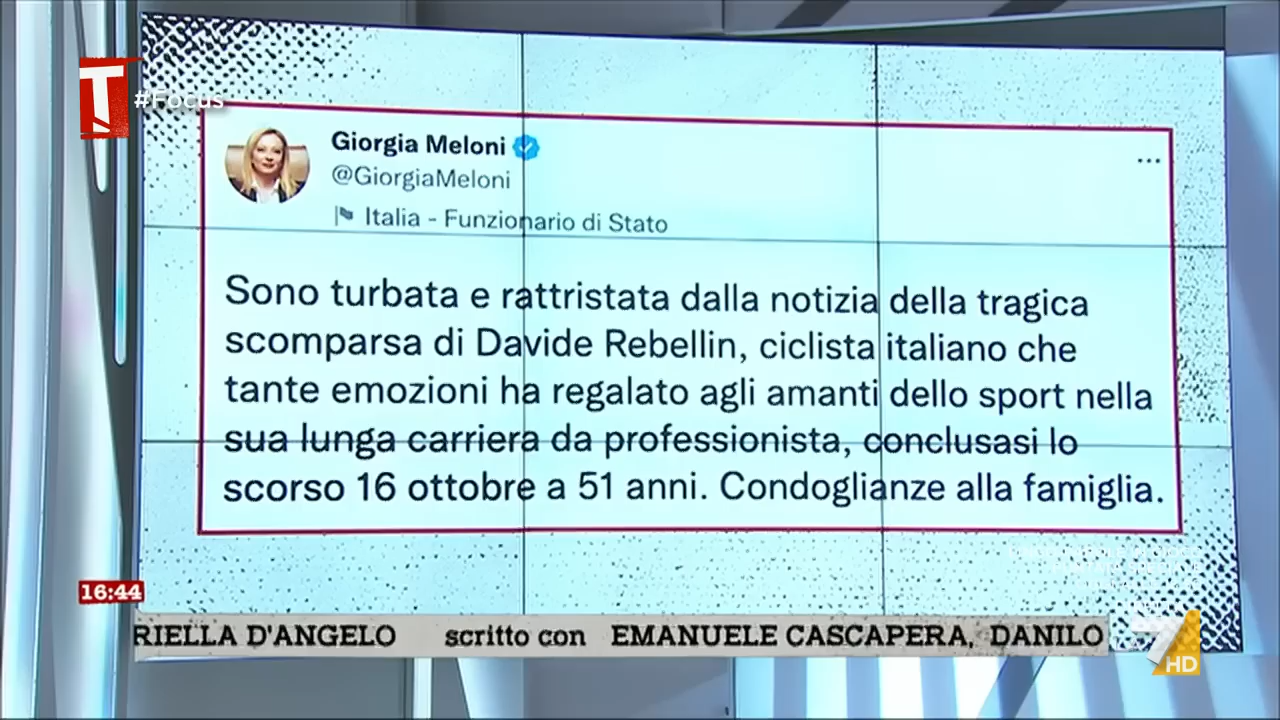 T
#Focus
Giorgia Meloni
@GiorgiaMeloni
Italia - Funzionario di Stato
Sono turbata e rattristata dalla notizia della tragica
scomparsa di Davide Rebellin, ciclista italiano che
tante emozioni ha regalato agli amanti dello sport nella
sua lunga carriera da professionista, conclusasi lo
scorso 16 ottobre a 51 anni. Condoglianze alla famiglia.
16:44
RIELLA D'ANGELO scritto con EMANUELE CASCAPERA, DANILO
LA7
HD